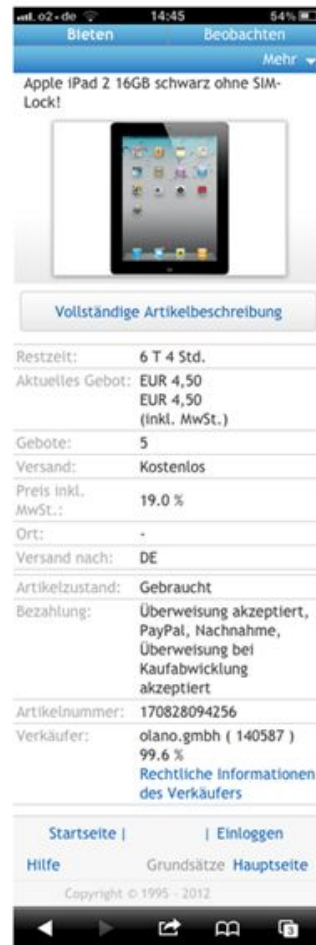 o2-de 14:45 54%
Bieten Beobachten
Mehr
Apple iPad 2 16GB schwarz ohne SIM-
Lock!
Vollständige Artikelbeschreibung
Restzeit: 6 T 4 Std.
Aktuelles Gebot: EUR 4,50
EUR 4,50
(inkl. MwSt.)
Gebote: 5
Versand: Kostenlos
Preis inkl. 19.0 %
MwSt.:
Ort: -
Versand nach: DE
Artikelzustand: Gebraucht
Bezahlung: Überweisung akzeptiert,
PayPal, Nachnahme,
Überweisung bei
Kaufabwicklung
akzeptiert
Artikelnummer: 170828094256
Verkäufer: olano.gmbh ( 140587 )
99.6 %
Rechtliche Informationen
des Verkäufers
Startseite | | Einloggen
Hilfe Grundsätze Hauptseite
Copyright © 1995 - 2012
3